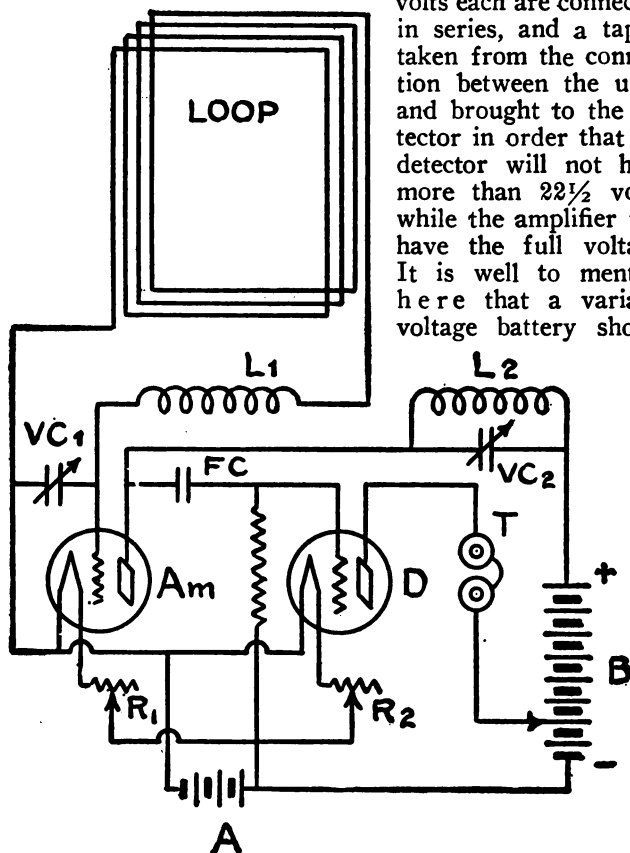 volts each are connec
in series, and a tap
taken from the conn
tion between the u
and brought to the
tector in order that
detector will not h
more than 22½ vo
while the amplifier
have the full volta
It is well to ment
here that a varia
voltage battery sho
LOOP
L1
L2
VC1
FC
VC2
T
Am
D
+
B
R1
R2
-
A